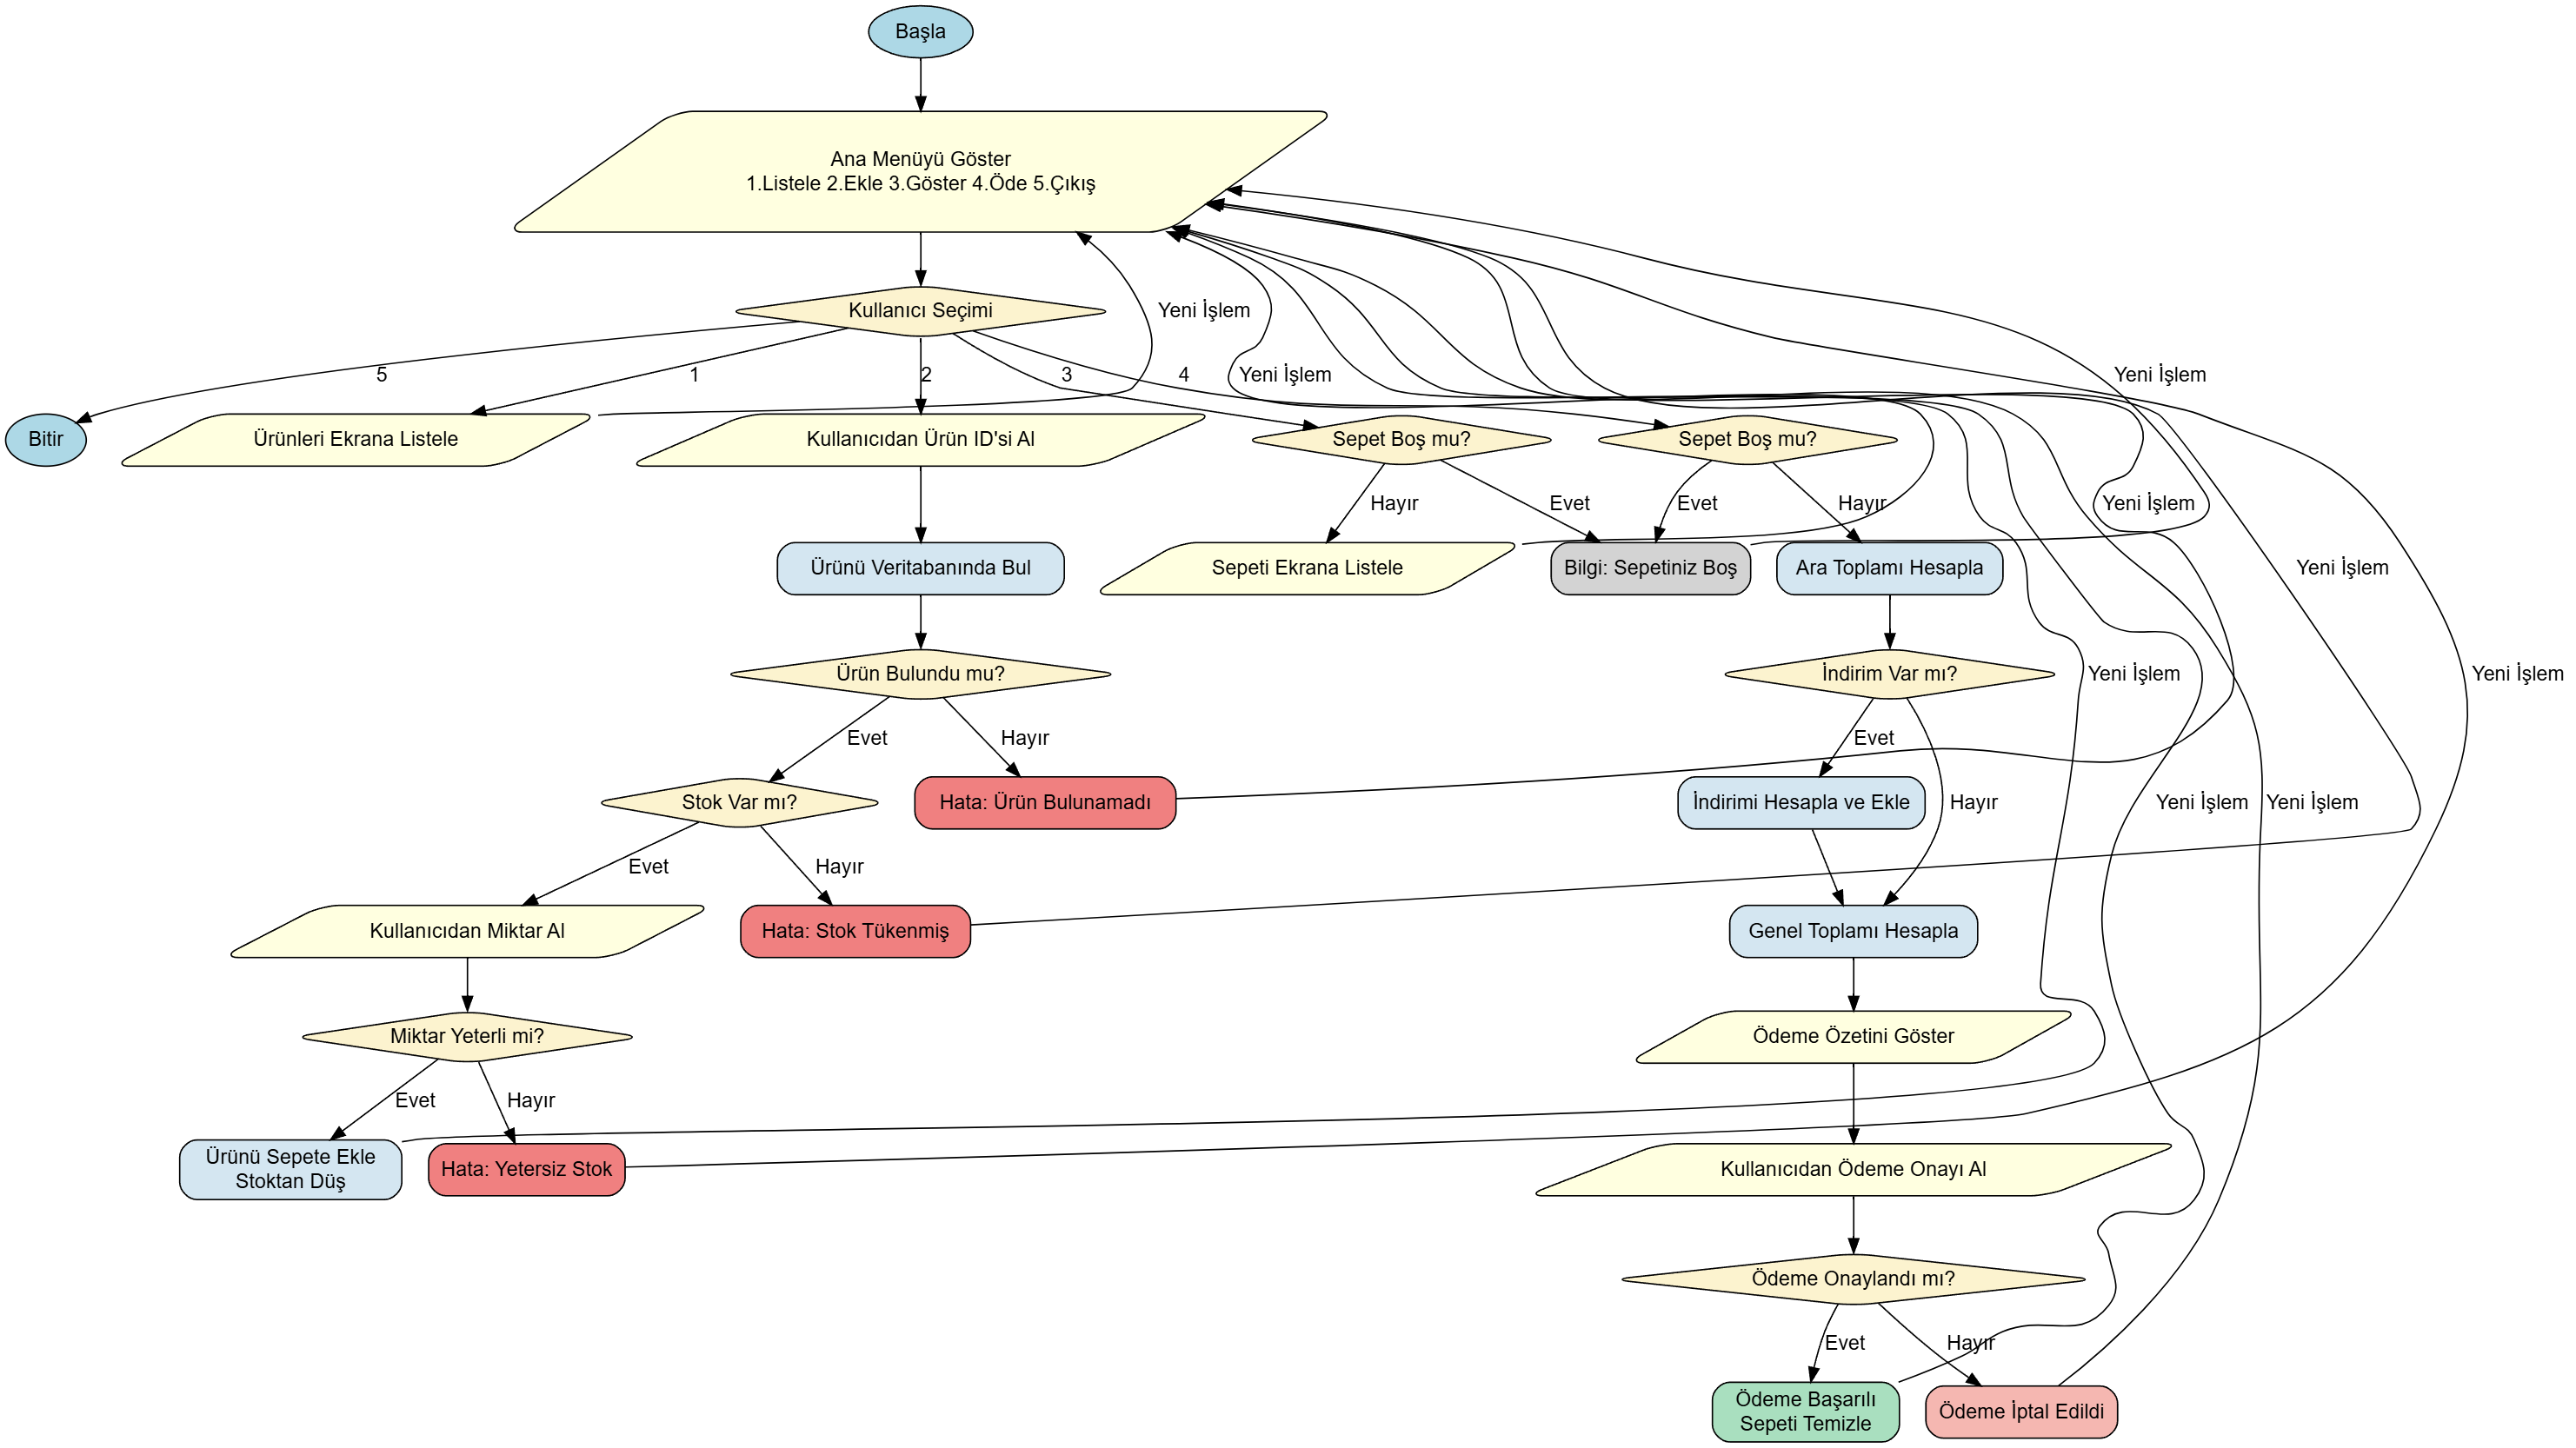 Başla
Ana Menüyü Göster
1.Listele 2.Ekle 3.Göster 4.Öde 5.Çıkış
Kullanıcı Seçimi
Yeni İşlem
5
1
2
3
4
Yeni İşlem
Yeni İşlem
Bitir
Ürünleri Ekrana Listele
Kullanıcıdan Ürün ID'si Al
Sepet Boş mu?
Sepet Boş mu?
Hayır
Evet
Evet
Hayır
Yeni İşlem
Ürünü Veritabanında Bul
Sepeti Ekrana Listele
Bilgi: Sepetiniz Boş
Ara Toplamı Hesapla
Yeni İşlem
Ürün Bulundu mu?
İndirim Var mı?
Yeni İşlem
Yeni İşlem
Evet
Hayır
Evet
Stok Var mı?
Hata: Ürün Bulunamadı
İndirimi Hesapla ve Ekle
Hayır
Yeni İşlem
Yeni İşlem
Evet
Hayır
Kullanıcıdan Miktar Al
Hata: Stok Tükenmiş
Genel Toplamı Hesapla
Miktar Yeterli mi?
Ödeme Özetini Göster
Evet
Hayır
Ürünü Sepete Ekle
Stoktan Düş
Hata: Yetersiz Stok
Kullanıcıdan Ödeme Onayı Al
Ödeme Onaylandı mı?
Evet
Hayır
Ödeme Başarılı
Sepeti Temizle
Ödeme İptal Edildi